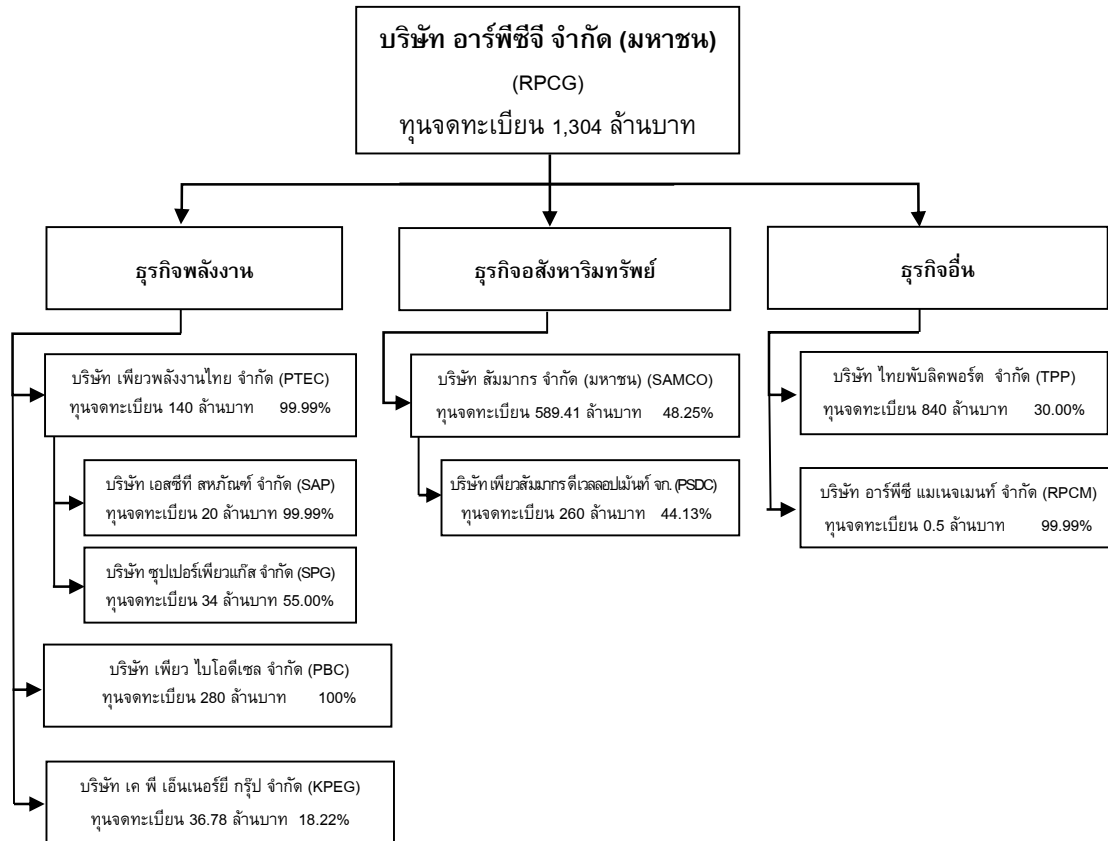 บริษัท อาร์พีซีจี จำกัด (มหาชน)
(RPCG)
ทุนจดทะเบียน 1,304 ล้านบาท
ธุรกิจพลังงาน
ธุรกิจอสังหาริมทรัพย์
ธุรกิจอื่น
บริษัท เพียวพลังงานไทย จำกัด (PTEC)
ทุนจดทะเบียน 140 ล้านบาท 99.99%
บริษัท เอสซีที สหภัณฑ์ จำกัด (SAP)
ทุนจดทะเบียน 20 ล้านบาท 99.99%
บริษัท ซุปเปอร์เพียวแก๊ส จำกัด (SPG)
ทุนจดทะเบียน 34 ล้านบาท 55.00%
บริษัท เพียว ไบโอดีเซล จำกัด (PBC)
ทุนจดทะเบียน 280 ล้านบาท 100%
บริษัท เค พี เอ็นเนอร์ยี กรุ๊ป จำกัด (KPEG)
ทุนจดทะเบียน 36.78 ล้านบาท 18.22%
บริษัท สัมมากร จำกัด (มหาชน) (SAMCO)
ทุนจดทะเบียน 589.41 ล้านบาท 48.25%
บริษัท เพียวสัมมากร ดีเวลลอปเม้นท์ จก. (PSDC)
ทุนจดทะเบียน 260 ล้านบาท 44.13%
บริษัท ไทยพับลิคพอร์ต จำกัด (TPP)
ทุนจดทะเบียน 840 ล้านบาท 30.00%
บริษัท อาร์พีซี แมเนจเมนท์ จำกัด (RPCM)
ทุนจดทะเบียน 0.5 ล้านบาท 99.99%